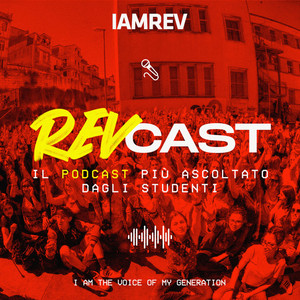 IAMREV
REVCAST
IL PODCAST PIÙ ASCOLTATO
DAGLI STUDENTI
I AM THE VOICE OF MY GENERATION